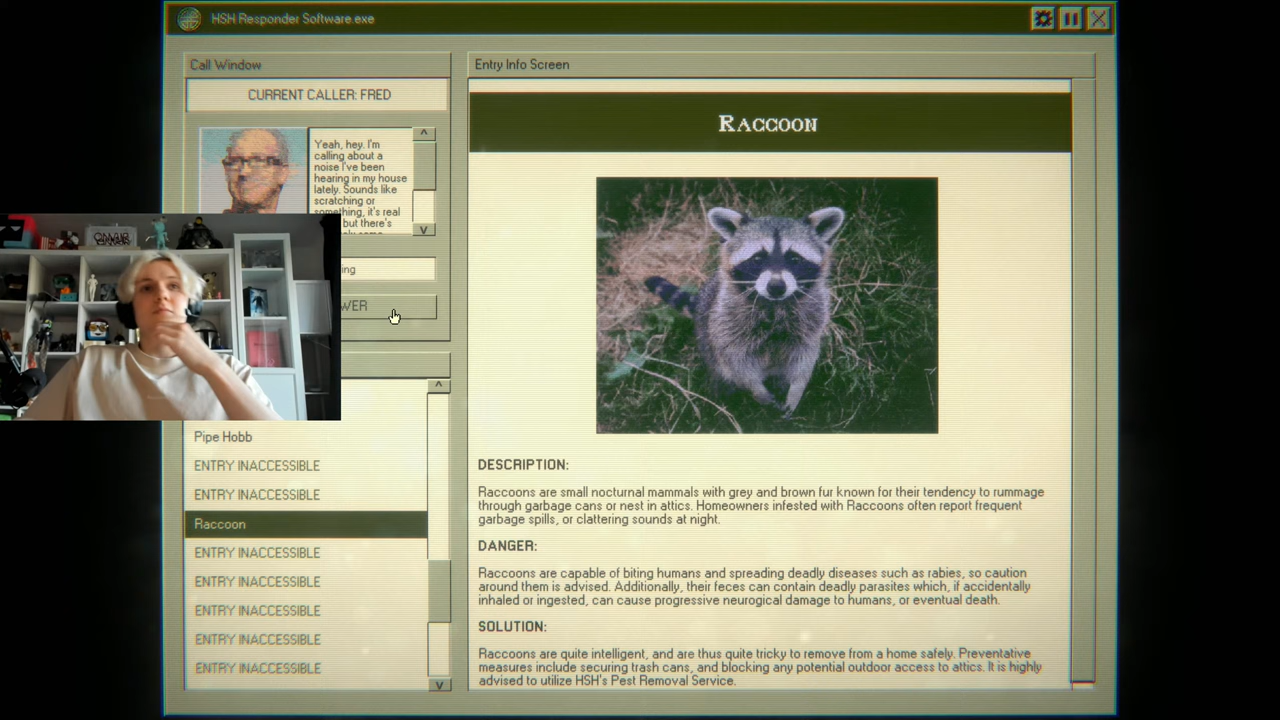 HSH Responder Software.exe
Call Window
CURRENT CALLER: FRED
Yeah, hey. I'm
calling about a
noise I've been
hearing in my house
lately. Sounds like
scratching or
something, it's real
but there's
Pipe Hobb
ENTRY INACCESSIBLE
ENTRY INACCESSIBLE
Raccoon
ENTRY INACCESSIBLE
ENTRY INACCESSIBLE
ENTRY INACCESSIBLE
ENTRY INACCESSIBLE
ENTRY INACCESSIBLE
Entry Info Screen
RACCOON
DESCRIPTION:
Raccoons are small nocturnal mammals with grey and brown fur known for their tendency to rummage
through garbage cans or nest in attics. Homeowners infested with Raccoons often report frequent
garbage spills, or clattering sounds at night.
DANGER:
Raccoons are capable of biting humans and spreading deadly diseases such as rabies, so caution
around them is advised. Additionally, their feces can contain deadly parasites which, if accidentally
inhaled or ingested, can cause progressive neurogical damage to humans, or eventual death.
SOLUTION:
Raccoons are quite intelligent, and are thus quite tricky to remove from a home safely. Preventative
measures include securing trash cans, and blocking any potential outdoor access to attics. It is highly
advised to utilize HSH's Pest Removal Service.